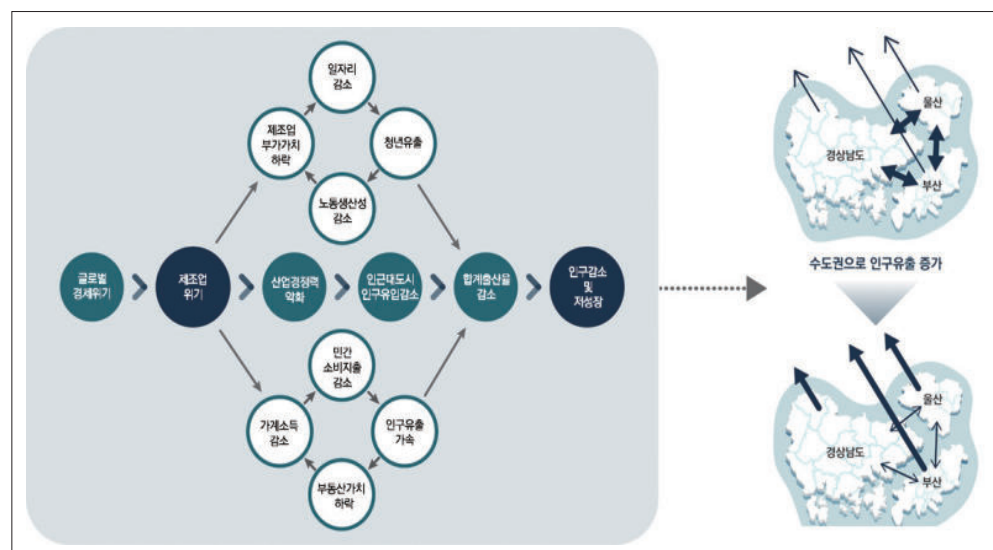 일자리
감소
제조업
부가가치
하락
청년유출
노동생산성
감소
글로벌
경제위기
제조업
위기
산업경쟁력
악화
인근대도시
인구유입감소
합계출산율
감소
인구감소
및
저성장
민간
소비지출
감소
가계소득
감소
인구유출
가속
부동산가치
하락
울산
경상남도
부산
수도권으로 인구유출 증가
울산
경상남도
부산